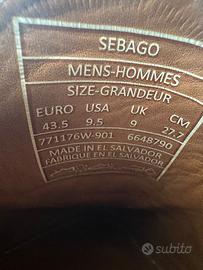 SEBAGO
MENS-HOMMES
SIZE-GRANDEUR
EURO USA UK CM
43.5 9.5 9 27.7
771176W-901 6648790
MADE IN EL SALVADOR
FABRIQUE EN EL SALVADOR
subito